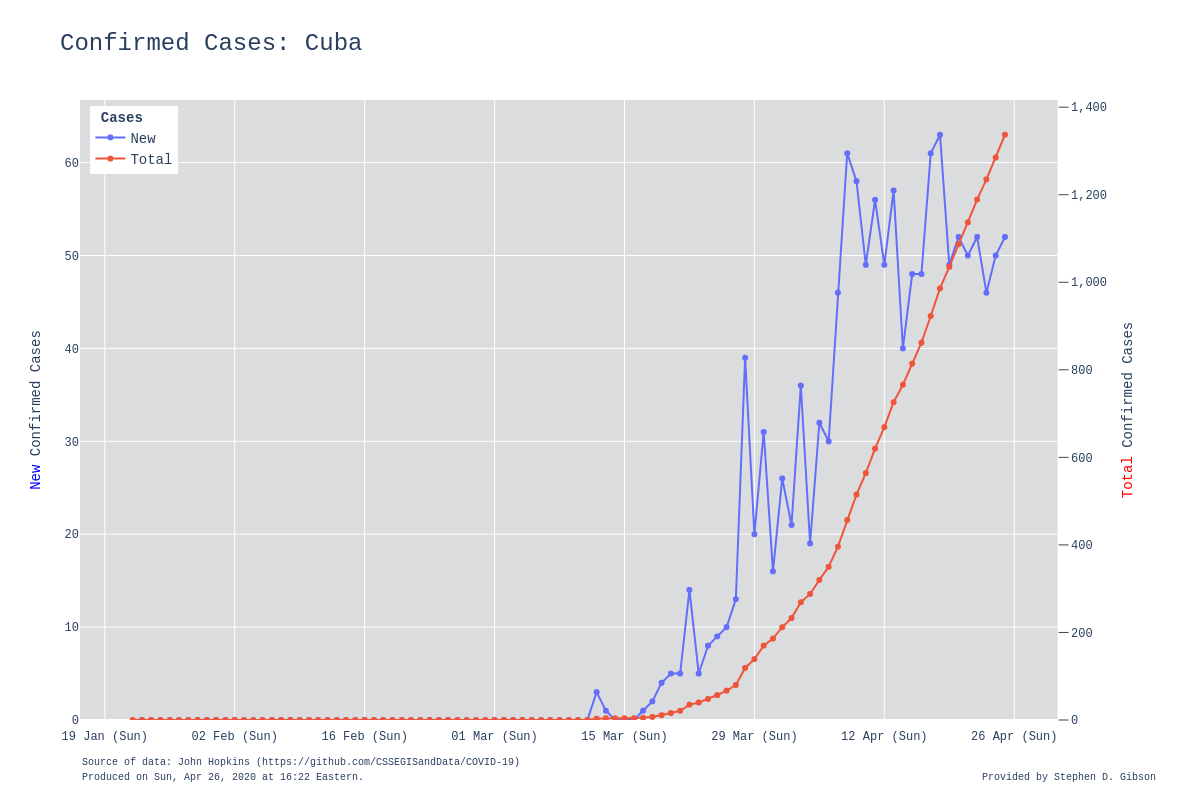 Confirmed Cases: Cuba
Cases
New
Total
60
50
40
30
20
10
0
1,400
1,200
1,000
800
600
400
200
0
New Confirmed Cases
Total Confirmed Cases
19 Jan (Sun)
02 Feb (Sun)
16 Feb (Sun)
01 Mar (Sun)
15 Mar (Sun)
29 Mar (Sun)
12 Apr (Sun)
26 Apr (Sun)
Source of data: John Hopkins (https://github.com/CSSEGISandData/COVID-19)
Produced on Sun, Apr 26, 2020 at 16:22 Eastern.
Provided by Stephen D. Gibson